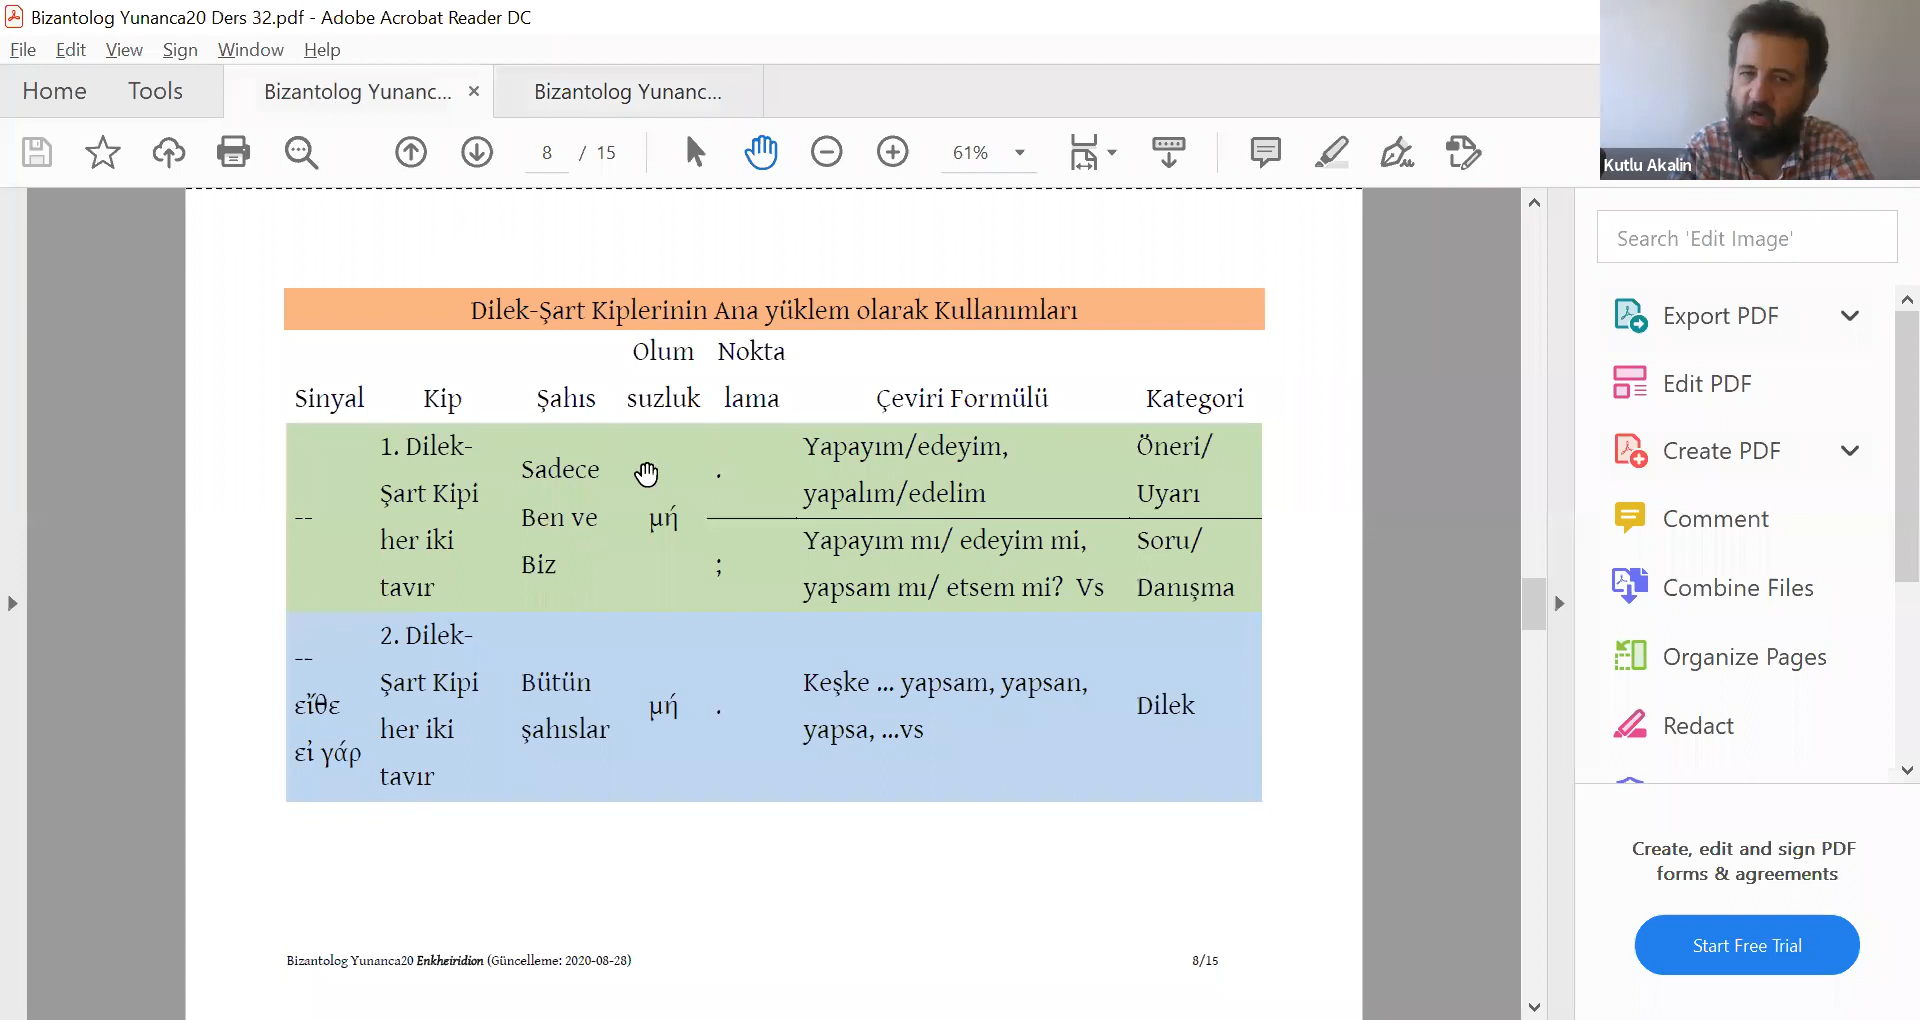 Bizantolog Yunanca20 Ders 32.pdf - Adobe Acrobat Reader DC
File Edit View Sign Window Help
Home Tools Bizantolog Yunanc... × Bizantolog Yunanc...
8 / 15 61%
Kutlu Akalin
Dilek-Şart Kiplerinin Ana yüklem olarak Kullanımları
Olum Nokta
Sinyal Kip Şahıs suzluk lama Çeviri Formülü Kategori
1. Dilek- Yapayım/edeyim, Öneri/
Sadece .
Şart Kipi yapalım/edelim Uyarı
-- Ben ve μή
her iki Yapayım mı/ edeyim mi, Soru/
Biz ;
tavır yapsam mı/ etsem mi? Vs Danışma
2. Dilek-
--
Şart Kipi Bütün Keşke ... yapsam, yapsan,
εἴθε μή . Dilek
her iki şahıslar yapsa, ...vs
εἰ γάρ
tavır
Bizantolog Yunanca20 Enkheiridion (Güncelleme: 2020-08-28) 8/15
Search 'Edit Image'
Export PDF
Edit PDF
Create PDF
Comment
Combine Files
Organize Pages
Redact
Create, edit and sign PDF
forms & agreements
Start Free Trial